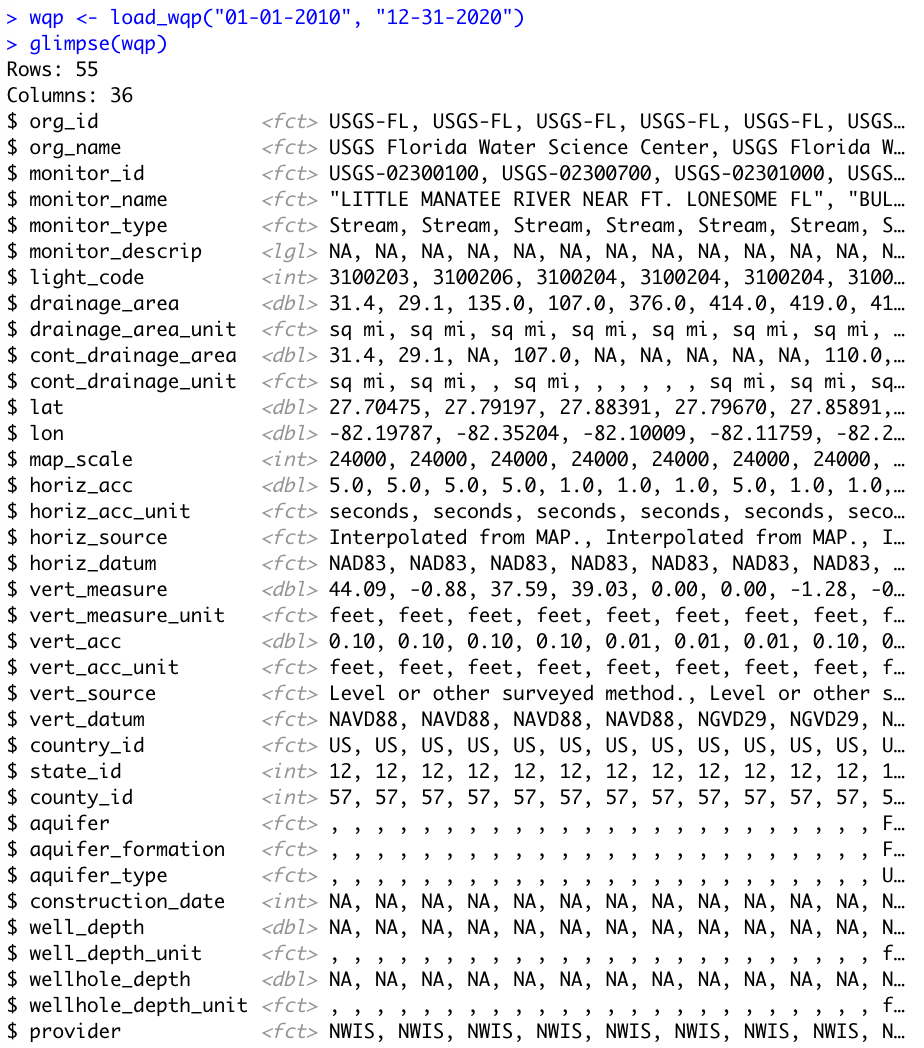 > wqp <- load_wqp("01-01-2010", "12-31-2020")
> glimpse(wqp)
Rows: 55
Columns: 36
$ org_id <fct> USGS-FL, USGS-FL, USGS-FL, USGS-FL, USGS-FL, USGS…
$ org_name <fct> USGS Florida Water Science Center, USGS Florida W…
$ monitor_id <fct> USGS-02300100, USGS-02300700, USGS-02301000, USGS…
$ monitor_name <fct> "LITTLE MANATEE RIVER NEAR FT. LONESOME FL", "BUL…
$ monitor_type <fct> Stream, Stream, Stream, Stream, Stream, Stream, S…
$ monitor_descrip <lgl> NA, NA, NA, NA, NA, NA, NA, NA, NA, NA, NA, NA, N…
$ light_code <int> 3100203, 3100206, 3100204, 3100204, 3100204, 3100…
$ drainage_area <dbl> 31.4, 29.1, 135.0, 107.0, 376.0, 414.0, 419.0, 41…
$ drainage_area_unit <fct> sq mi, sq mi, sq mi, sq mi, sq mi, sq mi, sq mi, …
$ cont_drainage_area <dbl> 31.4, 29.1, NA, 107.0, NA, NA, NA, NA, NA, 110.0,…
$ cont_drainage_unit <fct> sq mi, sq mi, , sq mi, , , , , , sq mi, sq mi, sq…
$ lat <dbl> 27.70475, 27.79197, 27.88391, 27.79670, 27.85891,…
$ lon <dbl> -82.19787, -82.35204, -82.10009, -82.11759, -82.2…
$ map_scale <int> 24000, 24000, 24000, 24000, 24000, 24000, 24000, …
$ horiz_acc <dbl> 5.0, 5.0, 5.0, 5.0, 1.0, 1.0, 1.0, 5.0, 1.0, 1.0,…
$ horiz_acc_unit <fct> seconds, seconds, seconds, seconds, seconds, seco…
$ horiz_source <fct> Interpolated from MAP., Interpolated from MAP., I…
$ horiz_datum <fct> NAD83, NAD83, NAD83, NAD83, NAD83, NAD83, NAD83, …
$ vert_measure <dbl> 44.09, -0.88, 37.59, 39.03, 0.00, 0.00, -1.28, -0…
$ vert_measure_unit <fct> feet, feet, feet, feet, feet, feet, feet, feet, f…
$ vert_acc <dbl> 0.10, 0.10, 0.10, 0.10, 0.01, 0.01, 0.01, 0.10, 0…
$ vert_acc_unit <fct> feet, feet, feet, feet, feet, feet, feet, feet, f…
$ vert_source <fct> Level or other surveyed method., Level or other s…
$ vert_datum <fct> NAVD88, NAVD88, NAVD88, NAVD88, NGVD29, NGVD29, N…
$ country_id <fct> US, US, US, US, US, US, US, US, US, US, US, US, U…
$ state_id <int> 12, 12, 12, 12, 12, 12, 12, 12, 12, 12, 12, 12, 1…
$ county_id <int> 57, 57, 57, 57, 57, 57, 57, 57, 57, 57, 57, 57, 5…
$ aquifer <fct> , , , , , , , , , , , , , , , , , , , , , , , , F…
$ aquifer_formation <fct> , , , , , , , , , , , , , , , , , , , , , , , , F…
$ aquifer_type <fct> , , , , , , , , , , , , , , , , , , , , , , , , U…
$ construction_date <int> NA, NA, NA, NA, NA, NA, NA, NA, NA, NA, NA, NA, N…
$ well_depth <dbl> NA, NA, NA, NA, NA, NA, NA, NA, NA, NA, NA, NA, N…
$ well_depth_unit <fct> , , , , , , , , , , , , , , , , , , , , , , , , f…
$ wellhole_depth <dbl> NA, NA, NA, NA, NA, NA, NA, NA, NA, NA, NA, NA, N…
$ wellhole_depth_unit <fct> , , , , , , , , , , , , , , , , , , , , , , , , f…
$ provider <fct> NWIS, NWIS, NWIS, NWIS, NWIS, NWIS, NWIS, NWIS, N…